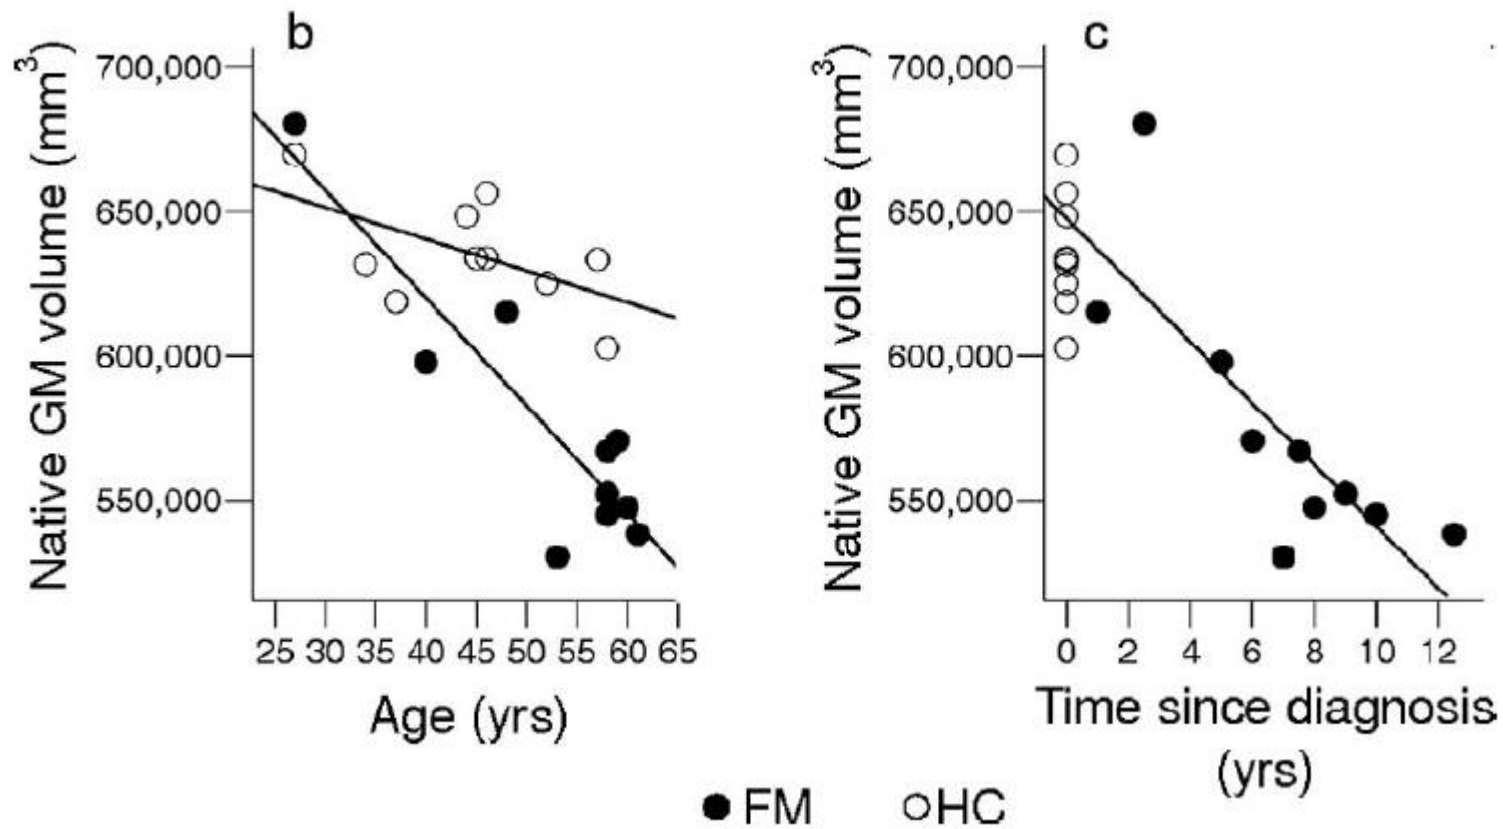 b
Native GM volume (mm³)
700,000
650,000
600,000
550,000
25 30 35 40 45 50 55 60 65
Age (yrs)
c
Native GM volume (mm³)
700,000
650,000
600,000
550,000
0 2 4 6 8 10 12
Time since diagnosis
(yrs)
FM HC